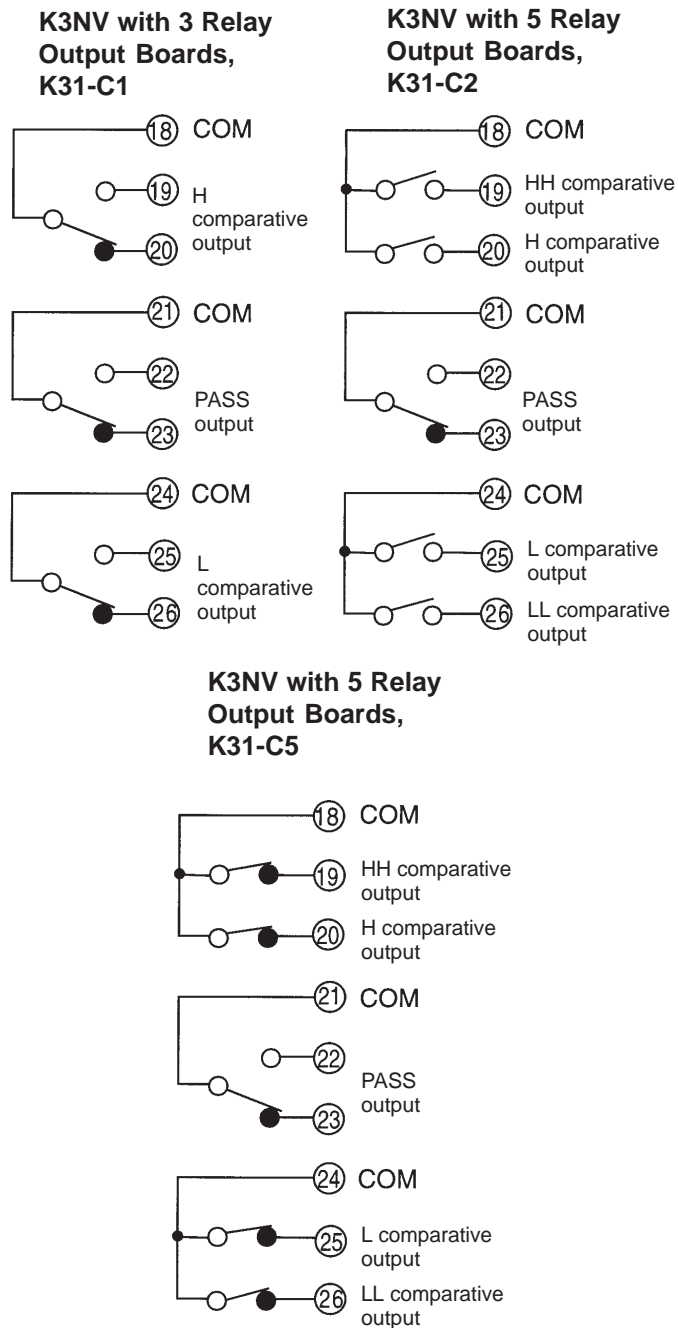 K3NV with 3 Relay
Output Boards,
K31-C1
18 COM
19 H
comparative
20 output
21 COM
22
PASS
23 output
24 COM
25 L
comparative
26 output
K3NV with 5 Relay
Output Boards,
K31-C2
18 COM
19 HH comparative
output
20 H comparative
output
21 COM
22
PASS
23 output
24 COM
25 L comparative
output
26 LL comparative
output
K3NV with 5 Relay
Output Boards,
K31-C5
18 COM
19 HH comparative
output
20 H comparative
output
21 COM
22
PASS
23 output
24 COM
25 L comparative
output
26 LL comparative
output